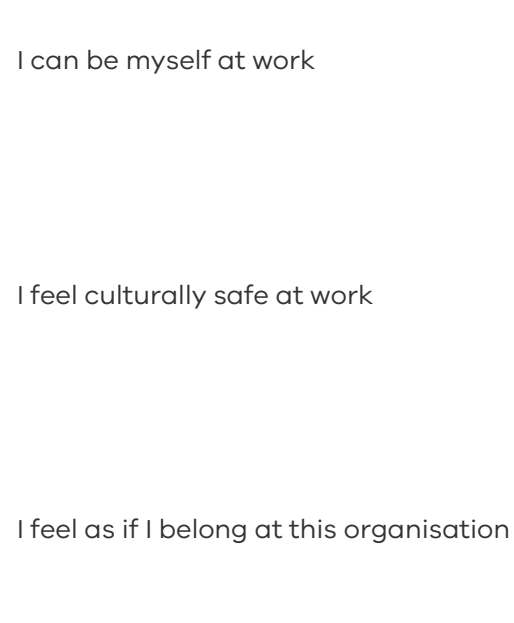 I can be myself at work
I feel culturally safe at work
I feel as if I belong at this organisation